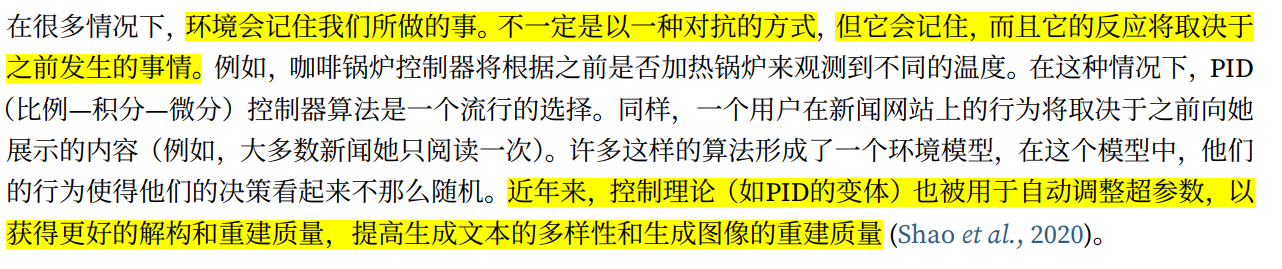 在很多情况下，环境会记住我们所做的事。不一定是以一种对抗的方式，但它会记住，而且它的反应将取决于
之前发生的事情。例如，咖啡锅炉控制器将根据之前是否加热锅炉来观测到不同的温度。在这种情况下，PID
（比例—积分—微分）控制器算法是一个流行的选择。同样，一个用户在新闻网站上的行为将取决于之前向她
展示的内容（例如，大多数新闻她只阅读一次）。许多这样的算法形成了一个环境模型，在这个模型中，他们
的行为使得他们的决策看起来不那么随机。近年来，控制理论（如PID的变体）也被用于自动调整超参数，以
获得更好的解构和重建质量，提高生成文本的多样性和生成图像的重建质量 (Shao et al., 2020)。